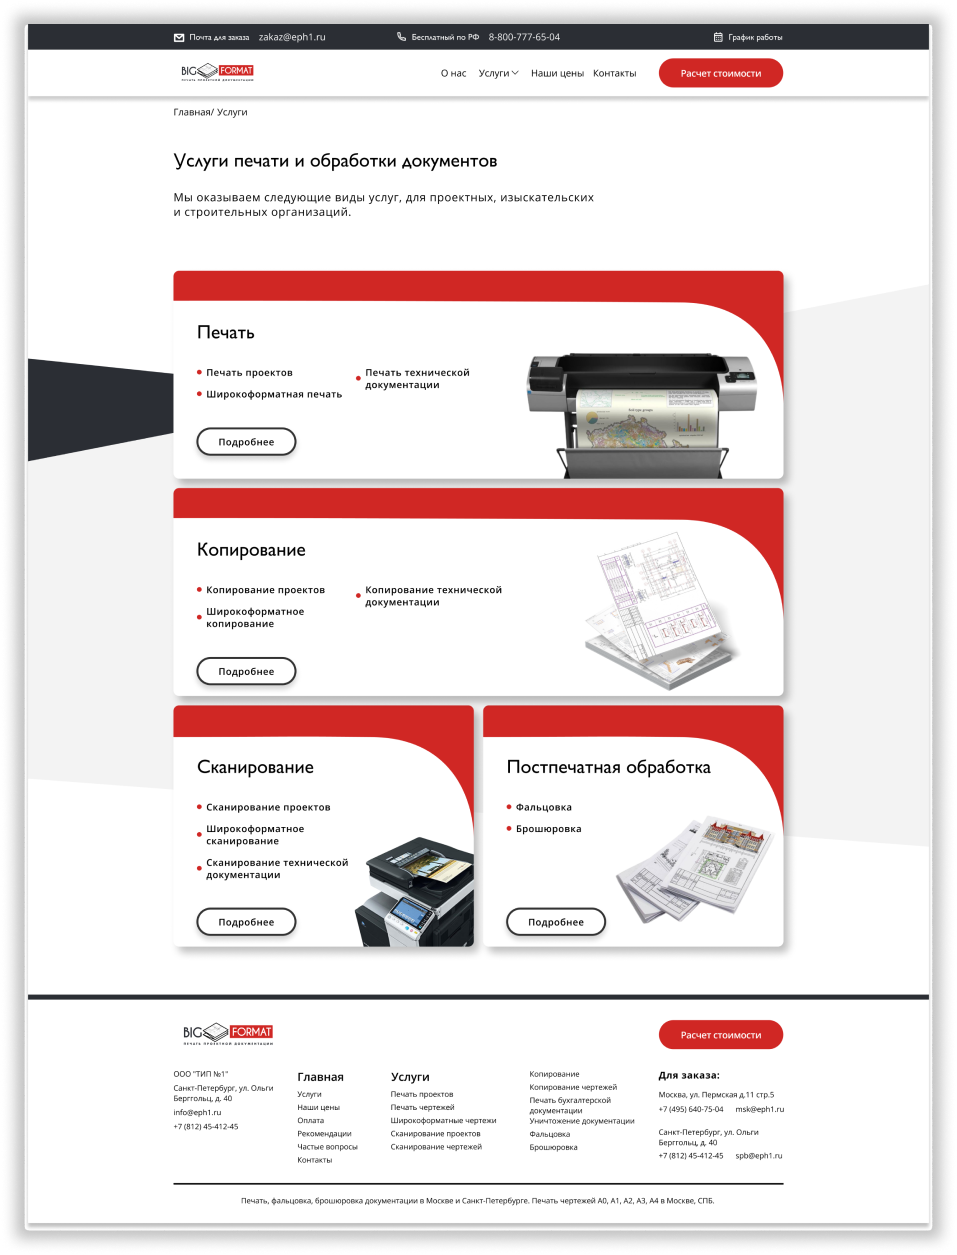 Почта для заказа zakaz@eph1.ru Бесплатный по РФ 8-800-777-65-04 График работы
BIG FORMAT
ПЕЧАТЬ ПРОЕКТНОЙ ДОКУМЕНТАЦИИ
О нас Услуги Наши цены Контакты Расчет стоимости
Главная/ Услуги
Услуги печати и обработки документов
Мы оказываем следующие виды услуг, для проектных, изыскательских
и строительных организаций.
Печать
Печать проектов
Широкоформатная печать
Печать технической
документации
Подробнее
Копирование
Копирование проектов
Широкоформатное
копирование
Копирование технической
документации
Подробнее
Сканирование
Сканирование проектов
Широкоформатное
сканирование
Сканирование технической
документации
Подробнее
Постпечатная обработка
Фальцовка
Брошюровка
Подробнее
BIG FORMAT
ПЕЧАТЬ ПРОЕКТНОЙ ДОКУМЕНТАЦИИ
Расчет стоимости
ООО "ТИП №1"
Санкт-Петербург, ул. Ольги
Берггольц, д. 40
info@eph1.ru
+7 (812) 45-412-45
Главная
Услуги
Наши цены
Оплата
Рекомендации
Частые вопросы
Контакты
Услуги
Печать проектов
Печать чертежей
Широкоформатные чертежи
Сканирование проектов
Сканирование чертежей
Копирование
Копирование чертежей
Печать бухгалтерской
документации
Уничтожение документации
Фальцовка
Брошюровка
Для заказа:
Москва, ул. Пермская д.11 стр.5
+7 (495) 640-75-04 msk@eph1.ru
Санкт-Петербург, ул. Ольги
Берггольц, д. 40
+7 (812) 45-412-45 spb@eph1.ru
Печать, фальцовка, брошюровка документации в Москве и Санкт-Петербурге. Печать чертежей А0, А1, А2, А3, А4 в Москве, СПБ.